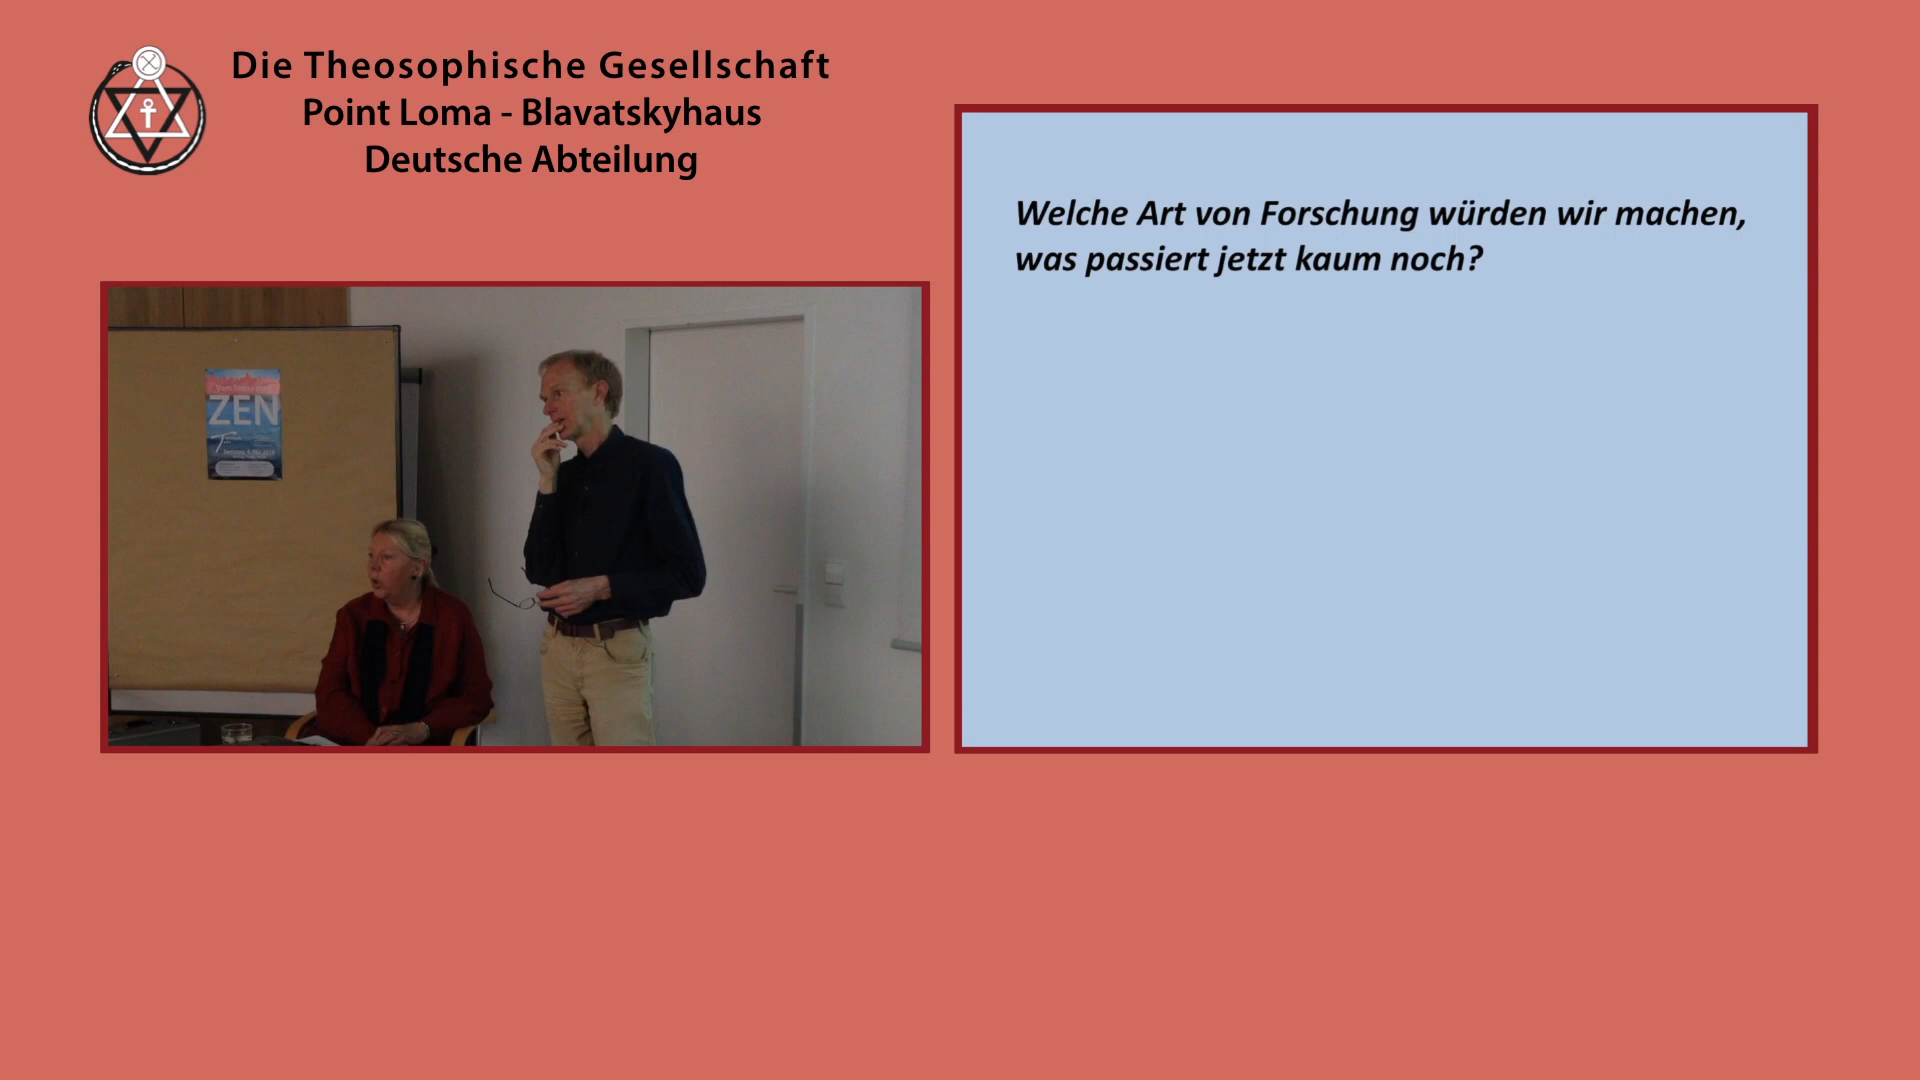 Die Theosophische Gesellschaft
Point Loma - Blavatskyhaus
Deutsche Abteilung
Welche Art von Forschung würden wir machen,
was passiert jetzt kaum noch?
ZEN